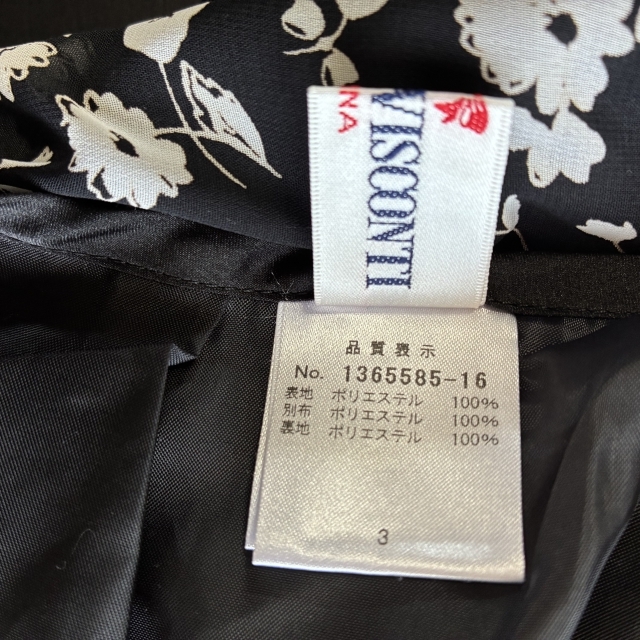 NA
VISCONTI
品質表示
No. 1365585-16
表地 ポリエステル 100%
別布 ポリエステル 100%
裏地 ポリエステル 100%
3